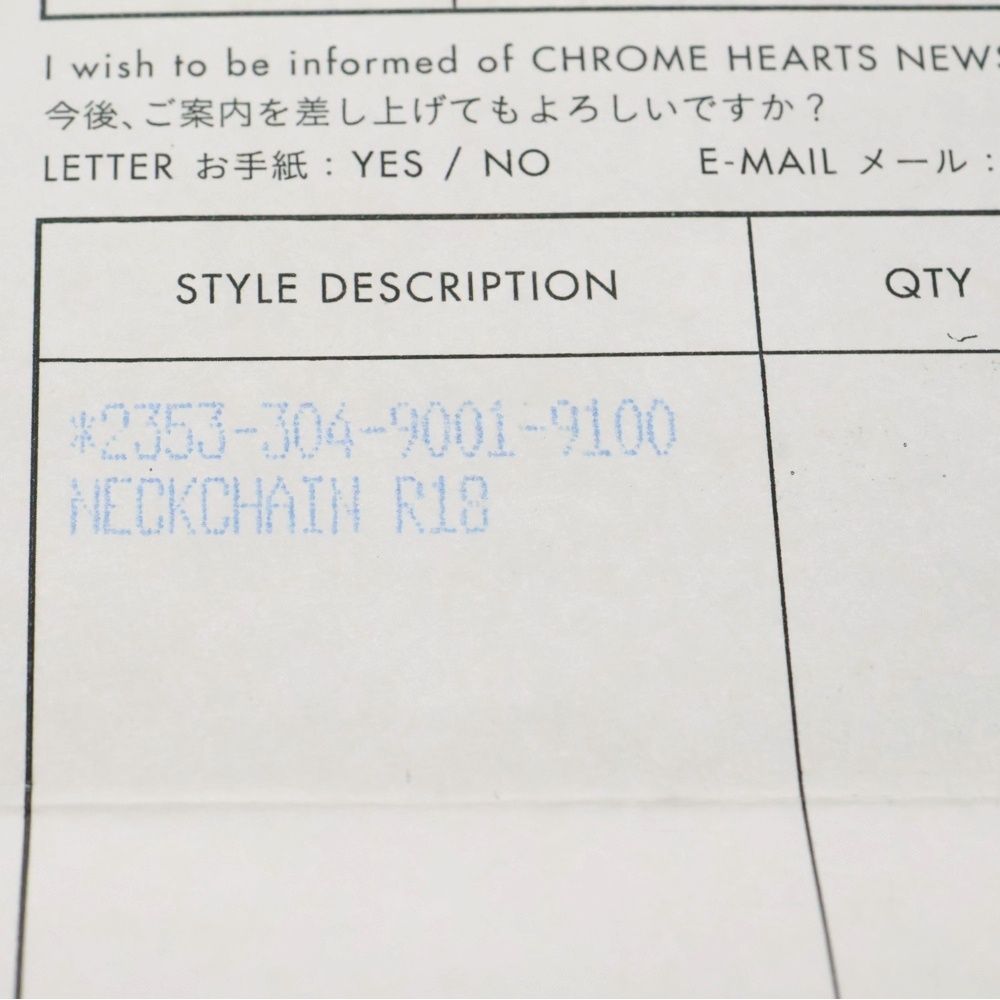 I wish to be informed of CHROME HEARTS NEWS
今後、ご案内を差し上げてもよろしいですか？
LETTER お手紙 : YES / NO E-MAIL メール :
STYLE DESCRIPTION QTY
*2353-304-9001-9100
NECKCHAIN R18